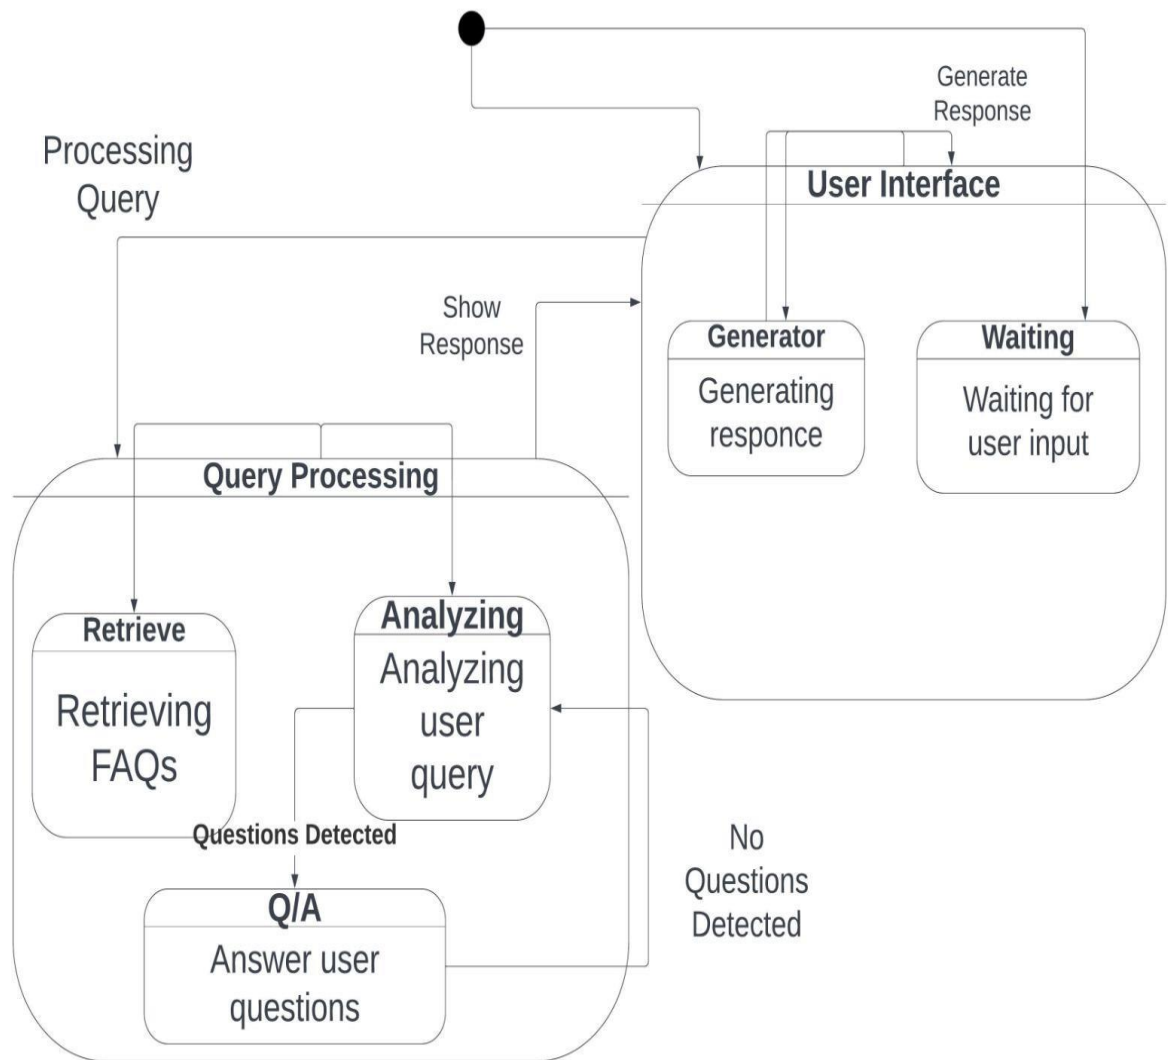 Generate
Response
Processing
Query
User Interface
Show
Response
Generator
Generating
responce
Waiting
Waiting for
user input
Query Processing
Retrieve
Retrieving
FAQs
Analyzing
Analyzing
user
query
Questions Detected
No
Questions
Detected
Q/A
Answer user
questions